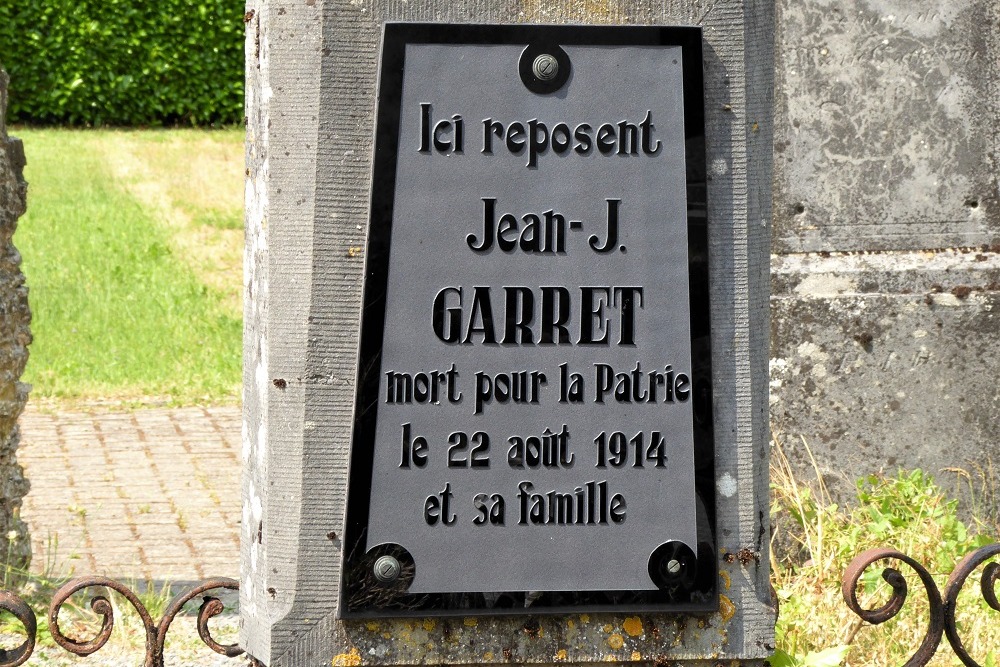 Ici reposent
Jean-J.
GARRET
mort pour la Patrie
le 22 août 1914
et sa famille